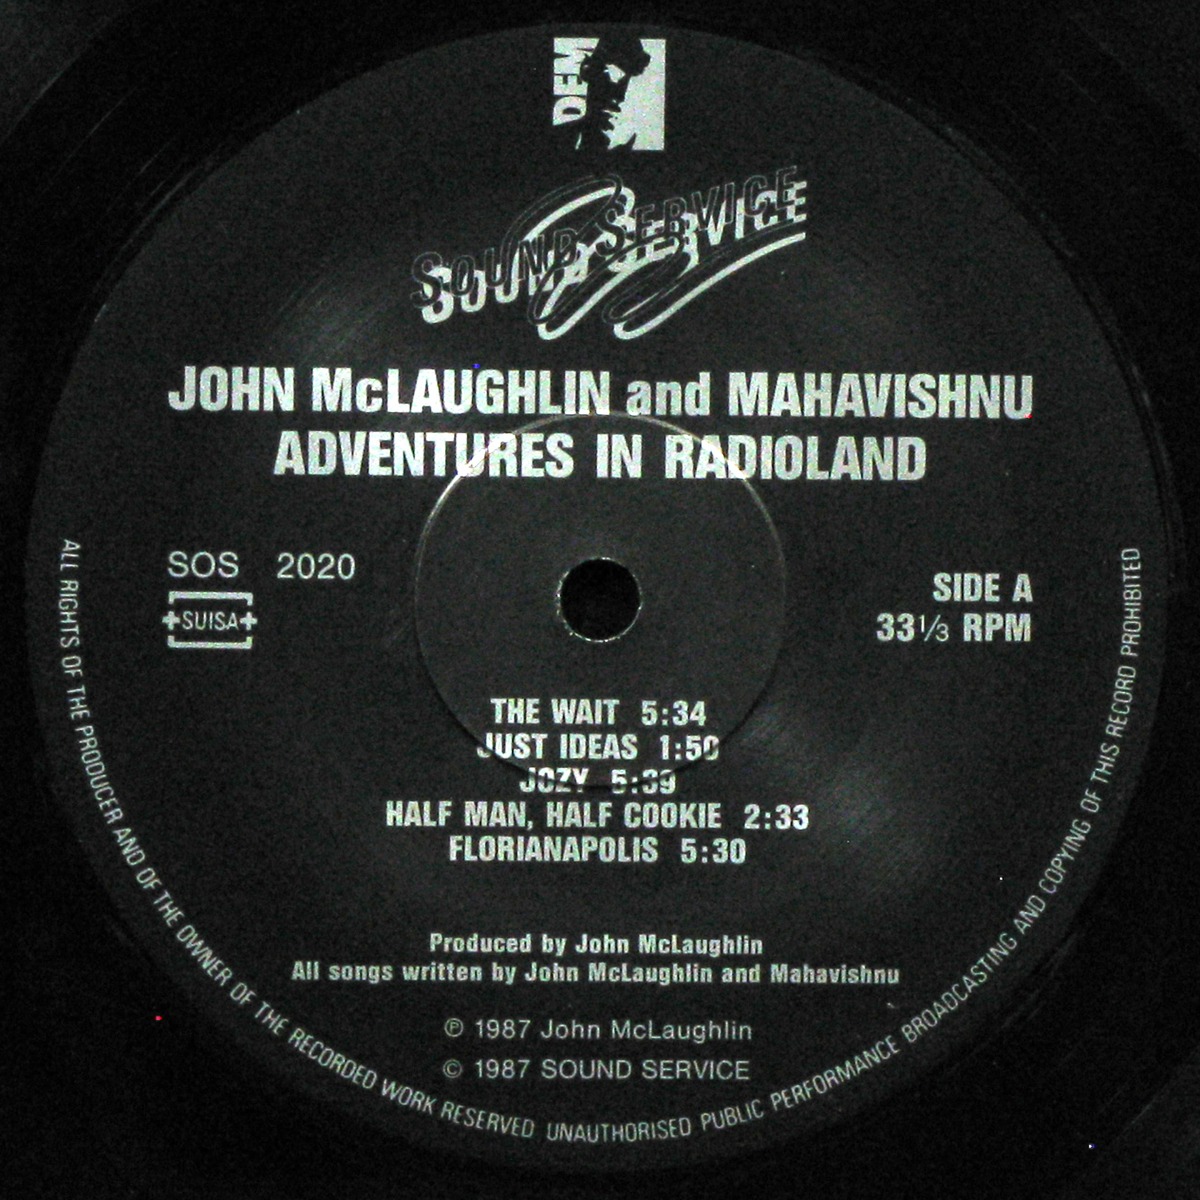 DEM
SOUND SERVICE
JOHN McLAUGHLIN and MAHAVISHNU
ADVENTURES IN RADIOLAND
SOS 2020
SUISA
SIDE A
33⅓ RPM
THE WAIT 5:34
JUST IDEAS 1:50
JOZY 5:39
HALF MAN, HALF COOKIE 2:33
FLORIANAPOLIS 5:30
Produced by John McLaughlin
All songs written by John McLaughlin and Mahavishnu
℗ 1987 John McLaughlin
© 1987 SOUND SERVICE
ALL RIGHTS OF THE PRODUCER AND OF THE OWNER OF THE RECORDED WORK RESERVED UNAUTHORISED PUBLIC PERFORMANCE BROADCASTING AND COPYING OF THIS RECORD PROHIBITED